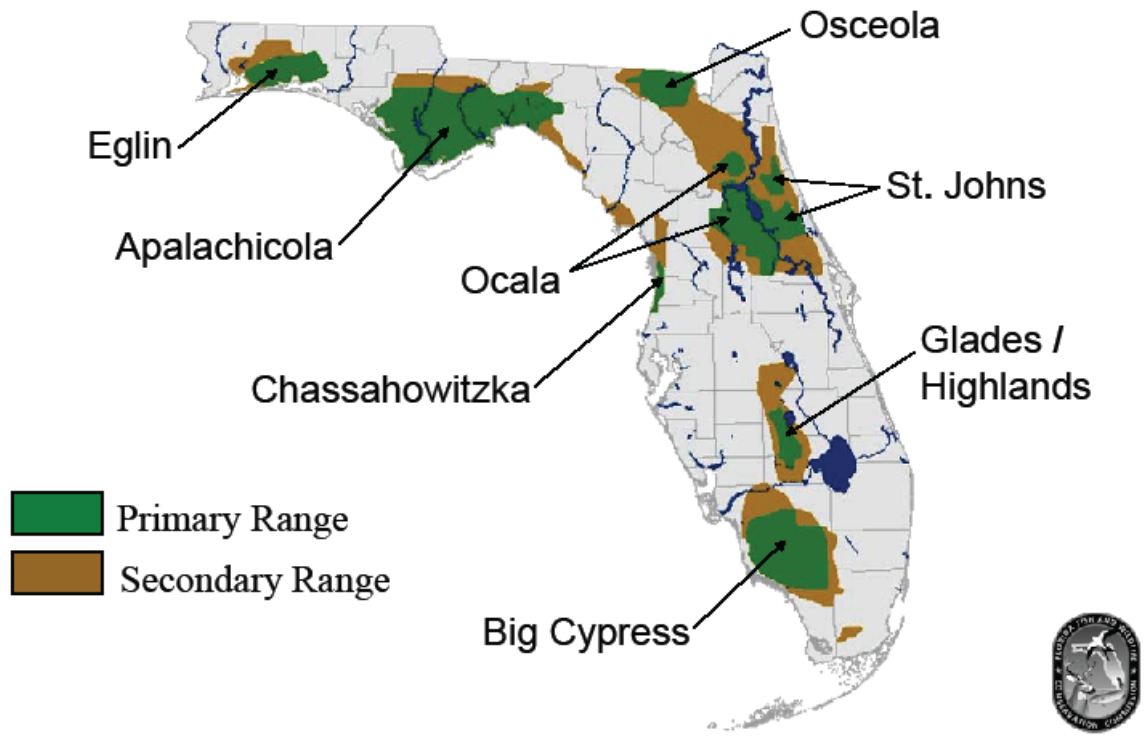 Osceola
Eglin
St. Johns
Apalachicola
Ocala
Glades /
Highlands
Chassahowitzka
Primary Range
Secondary Range
Big Cypress